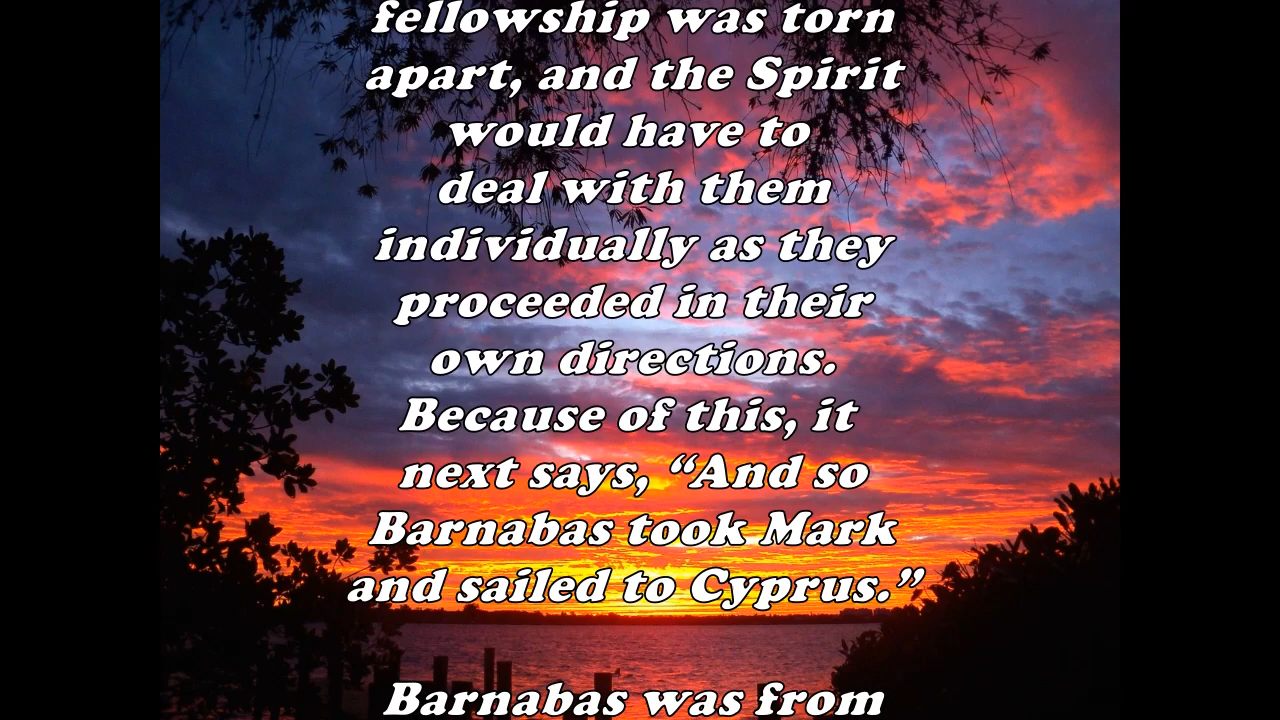 fellowship was torn
apart, and the Spirit
would have to
deal with them
individually as they
proceeded in their
own directions.
Because of this, it
next says, “And so
Barnabas took Mark
and sailed to Cyprus.”
Barnabas was from